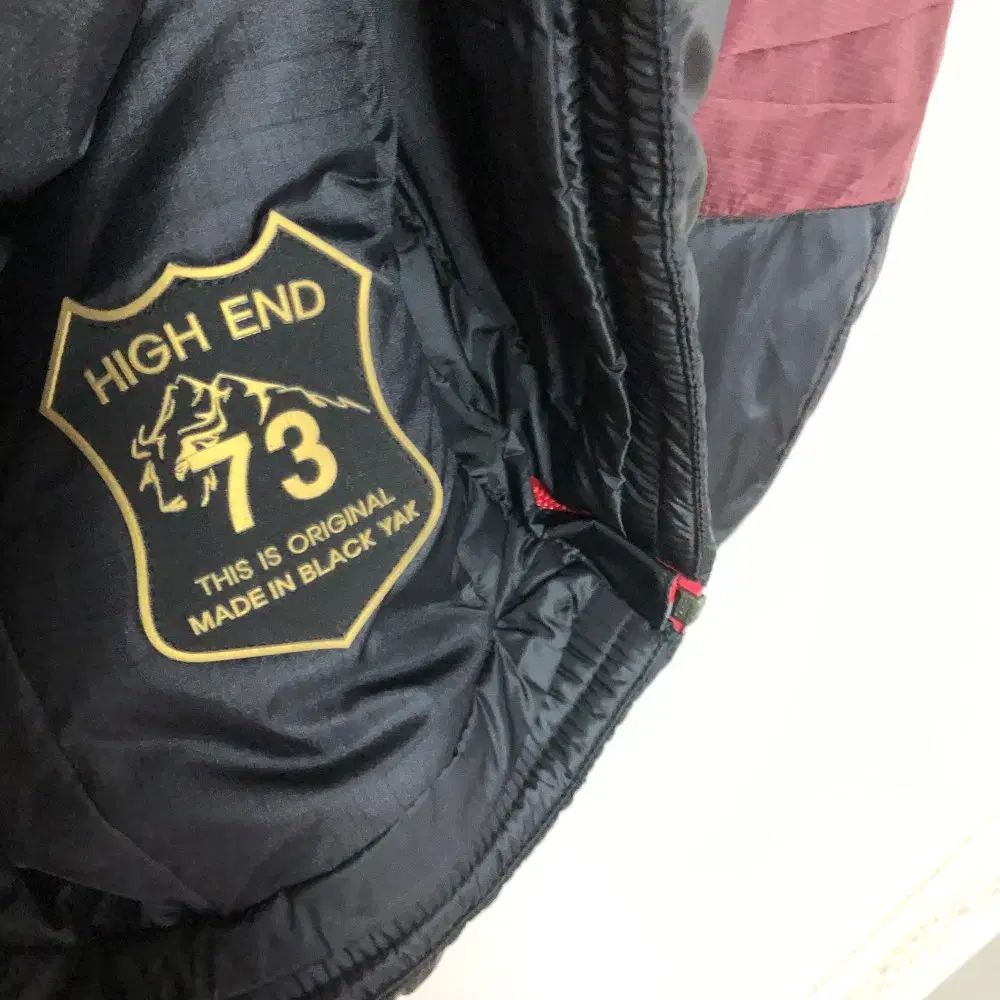 HIGH END
73
THIS IS ORIGINAL
MADE IN BLACK YAK